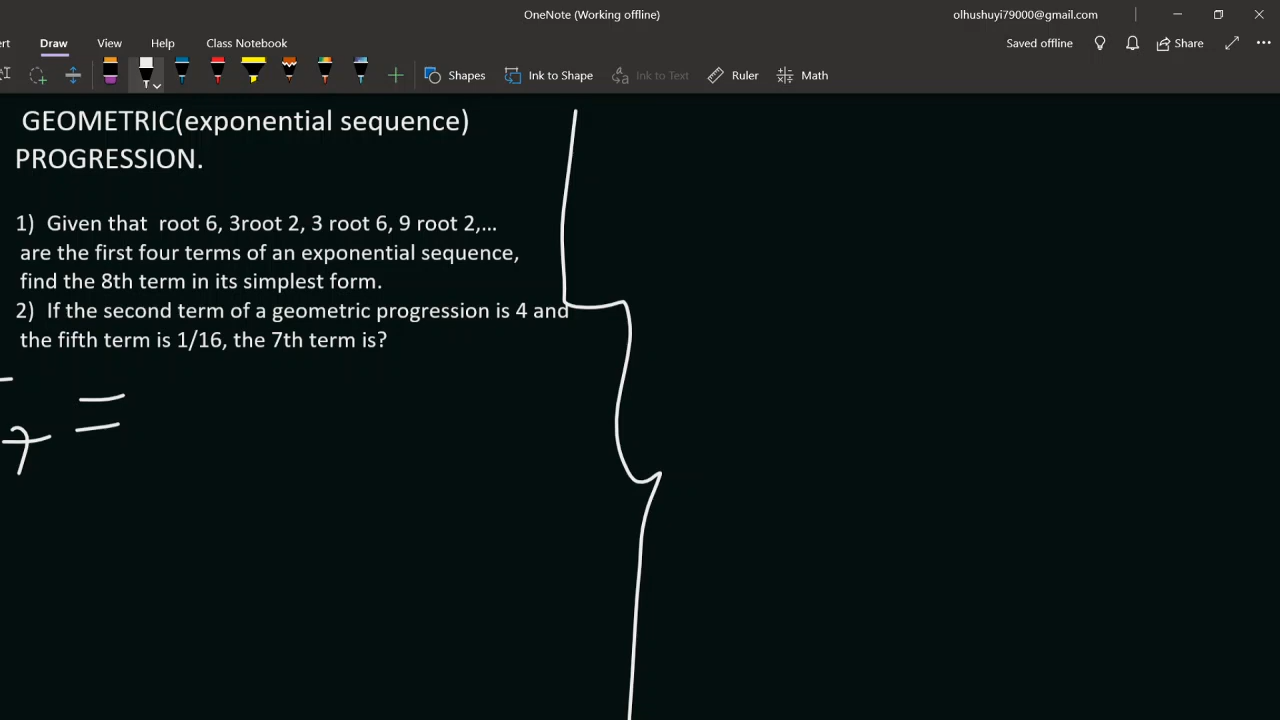 OneNote (Working offline)
olhushuyi79000@gmail.com
Draw
View
Help
Class Notebook
Saved offline
Share
Shapes
Ink to Shape
Ink to Text
Ruler
Math
GEOMETRIC(exponential sequence)
PROGRESSION.
1) Given that root 6, 3root 2, 3 root 6, 9 root 2,...
are the first four terms of an exponential sequence,
find the 8th term in its simplest form.
2) If the second term of a geometric progression is 4 and
the fifth term is 1/16, the 7th term is?
7 =